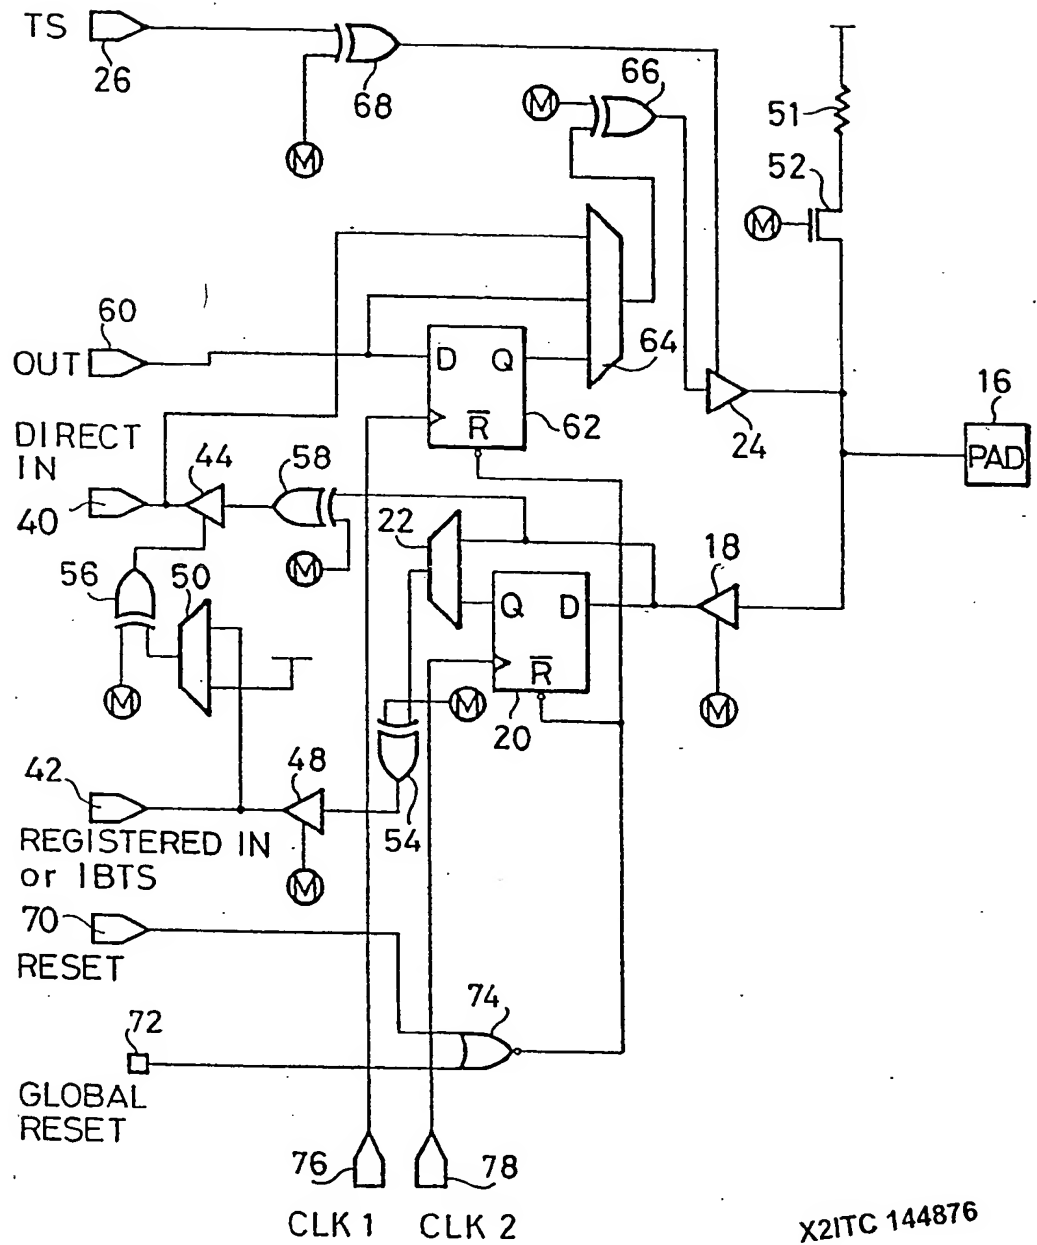 TS
26
68
M
M
66
51
52
M
60
OUT
D Q
R̅
62
64
24
16
PAD
DIRECT
IN
44
58
40
22
M
18
56
50
Q D
R̅
M
M
20
M
42
48
54
REGISTERED IN
or IBTS
M
70
RESET
72
74
GLOBAL
RESET
76
78
CLK 1
CLK 2
X2ITC 144876